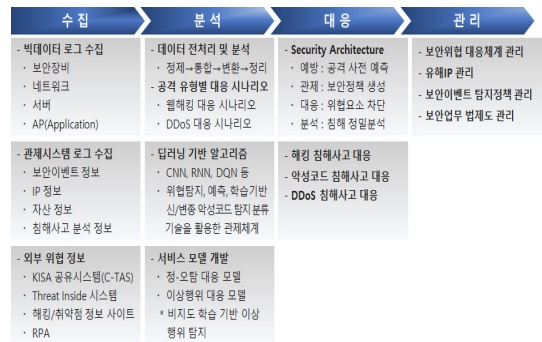 수 집
분 석
대 응
관 리
- 빅데이터 로그 수집
· 보안장비
· 네트워크
· 서버
· AP(Application)
- 데이터 전처리 및 분석
· 정제→통합→변환→정리
- 공격 유형별 대응 시나리오
· 웹해킹 대응 시나리오
· DDoS 대응 시나리오
- Security Architecture
· 예방 : 공격 사전 예측
· 관제 : 보안정책 생성
· 대응 : 위협요소 차단
· 분석 : 침해 정밀분석
- 보안위협 대응체계 관리
- 유해IP 관리
- 보안이벤트 탐지정책 관리
- 보안업무 법제도 관리
- 관제시스템 로그 수집
· 보안이벤트 정보
· IP 정보
· 자산 정보
· 침해사고 분석 정보
- 딥러닝 기반 알고리즘
· CNN, RNN, DQN 등
· 위협탐지, 예측, 학습기반
신/변종 악성코드 탐지 분류
기술을 활용한 관제체계
- 해킹 침해사고 대응
- 악성코드 침해사고 대응
- DDoS 침해사고 대응
- 외부 위협 정보
· KISA 공유시스템(C-TAS)
· Threat Inside 시스템
· 해킹/취약점 정보 사이트
· RPA
- 서비스 모델 개발
· 정-오탐 대응 모델
· 이상행위 대응 모델
* 비지도 학습 기반 이상
행위 탐지